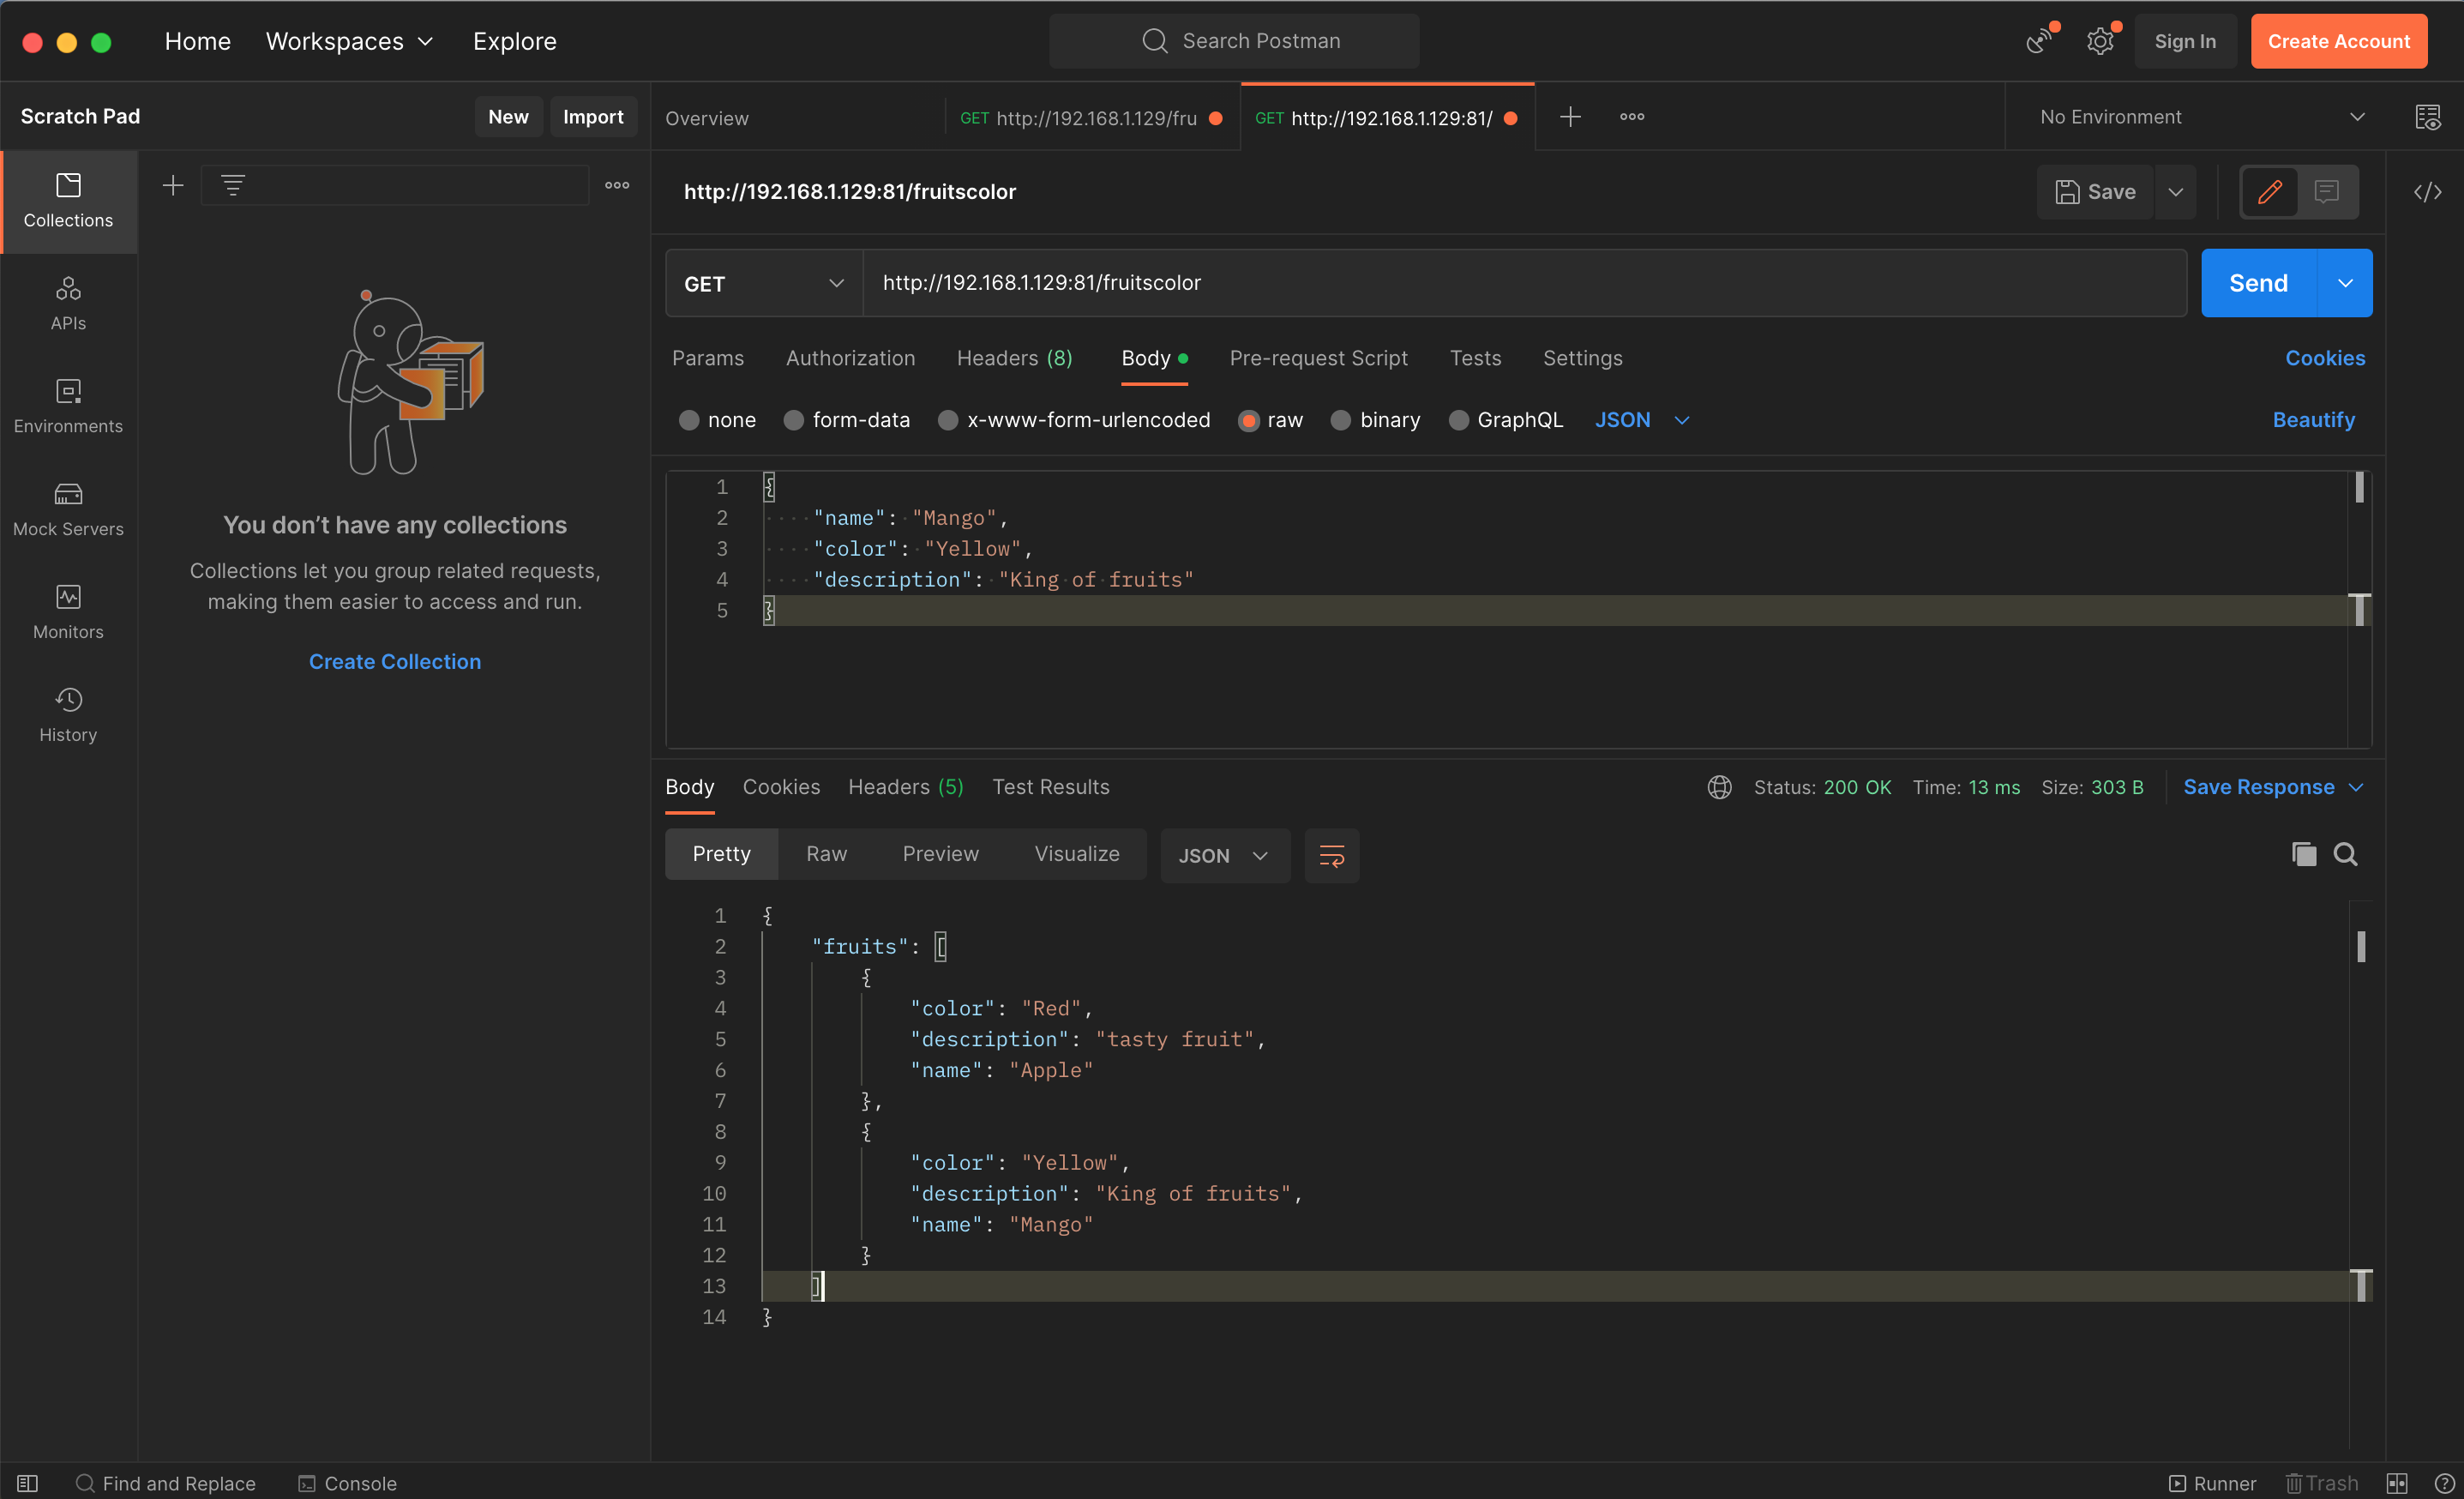 Home Workspaces Explore Search Postman Sign In Create Account
Scratch Pad New Import Overview GET http://192.168.1.129/fru GET http://192.168.1.129:81/ No Environment
Collections
APIs
Environments
Mock Servers
Monitors
History
You don’t have any collections
Collections let you group related requests,
making them easier to access and run.
Create Collection
http://192.168.1.129:81/fruitscolor Save
GET http://192.168.1.129:81/fruitscolor Send
Params Authorization Headers (8) Body Pre-request Script Tests Settings Cookies
none form-data x-www-form-urlencoded raw binary GraphQL JSON Beautify
1 {
2 "name": "Mango",
3 "color": "Yellow",
4 "description": "King of fruits"
5 }
Body Cookies Headers (5) Test Results Status: 200 OK Time: 13 ms Size: 303 B Save Response
Pretty Raw Preview Visualize JSON
1 {
2 "fruits": [
3 {
4 "color": "Red",
5 "description": "tasty fruit",
6 "name": "Apple"
7 },
8 {
9 "color": "Yellow",
10 "description": "King of fruits",
11 "name": "Mango"
12 }
13 ]
14 }
Find and Replace Console Runner Trash